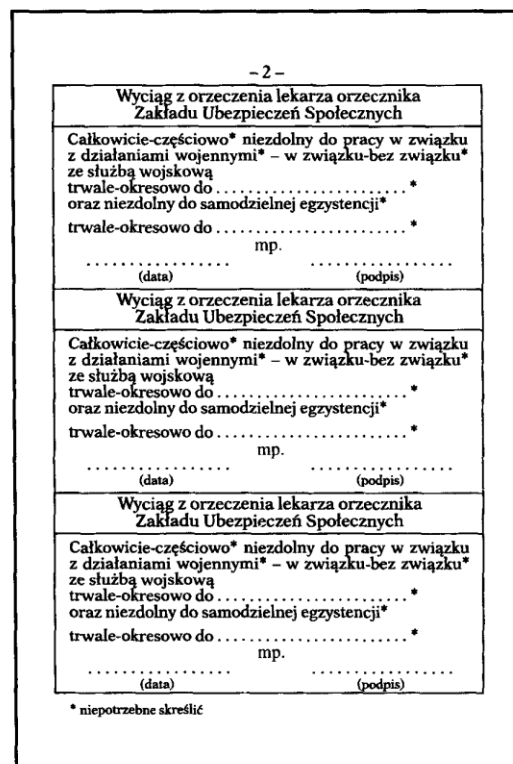 – 2 –
Wyciąg z orzeczenia lekarza orzecznika
Zakładu Ubezpieczeń Społecznych
Całkowicie-częściowo* niezdolny do pracy w związku
z działaniami wojennymi* – w związku-bez związku*
ze służbą wojskową
trwale-okresowo do ........................ *
oraz niezdolny do samodzielnej egzystencji*
trwale-okresowo do ........................ *
mp.
................. .................
(data) (podpis)
Wyciąg z orzeczenia lekarza orzecznika
Zakładu Ubezpieczeń Społecznych
Całkowicie-częściowo* niezdolny do pracy w związku
z działaniami wojennymi* – w związku-bez związku*
ze służbą wojskową
trwale-okresowo do ........................ *
oraz niezdolny do samodzielnej egzystencji*
trwale-okresowo do ........................ *
mp.
................. .................
(data) (podpis)
Wyciąg z orzeczenia lekarza orzecznika
Zakładu Ubezpieczeń Społecznych
Całkowicie-częściowo* niezdolny do pracy w związku
z działaniami wojennymi* – w związku-bez związku*
ze służbą wojskową
trwale-okresowo do ........................ *
oraz niezdolny do samodzielnej egzystencji*
trwale-okresowo do ........................ *
mp.
................. .................
(data) (podpis)
* niepotrzebne skreślić